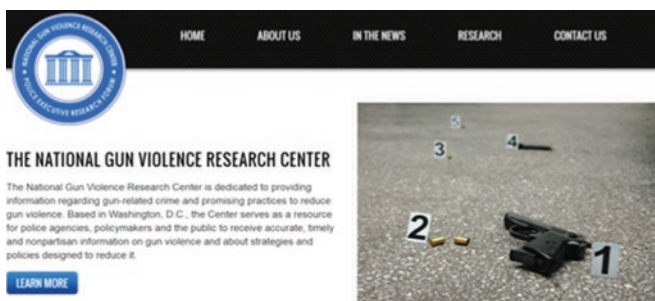 NATIONAL GUN VIOLENCE RESEARCH CENTER
POLICE EXECUTIVE RESEARCH FORUM
HOME ABOUT US IN THE NEWS RESEARCH CONTACT US
THE NATIONAL GUN VIOLENCE RESEARCH CENTER
The National Gun Violence Research Center is dedicated to providing
information regarding gun-related crime and promising practices to reduce
gun violence. Based in Washington, D.C., the Center serves as a resource
for police agencies, policymakers and the public to receive accurate, timely
and nonpartisan information on gun violence and about strategies and
policies designed to reduce it.
LEARN MORE
5
4
3
2
1